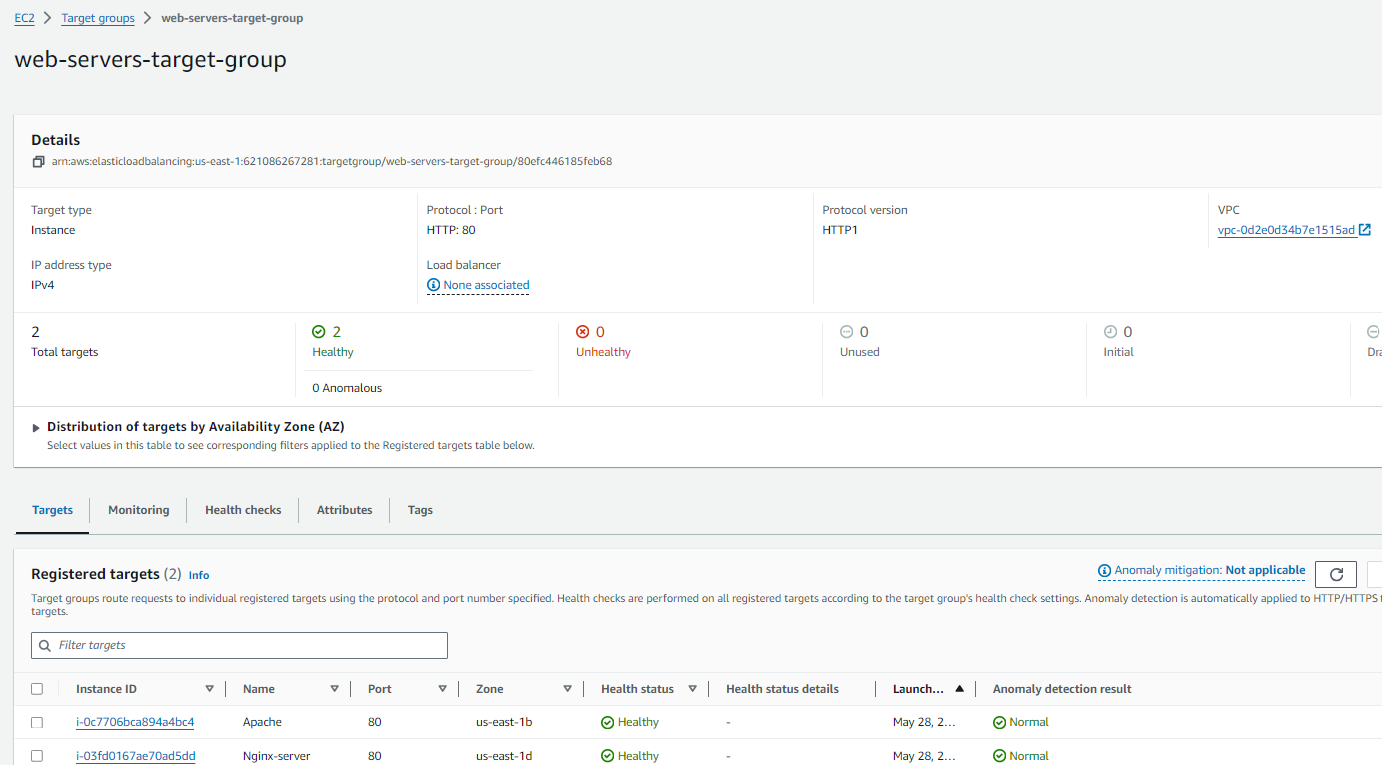 EC2 > Target groups > web-servers-target-group
web-servers-target-group
Details
arn:aws:elasticloadbalancing:us-east-1:621086267281:targetgroup/web-servers-target-group/80efc446185feb68
Target type
Instance
Protocol : Port
HTTP: 80
Protocol version
HTTP1
VPC
vpc-0d2e0d34b7e1515ad
IP address type
IPv4
Load balancer
None associated
2
Total targets
2
Healthy
0 Anomalous
0
Unhealthy
0
Unused
0
Initial
Distribution of targets by Availability Zone (AZ)
Select values in this table to see corresponding filters applied to the Registered targets table below.
Targets Monitoring Health checks Attributes Tags
Registered targets (2) Info
Anomaly mitigation: Not applicable
Target groups route requests to individual registered targets using the protocol and port number specified. Health checks are performed on all registered targets according to the target group's health check settings. Anomaly detection is automatically applied to HTTP/HTTPS
targets.
Filter targets
Instance ID Name Port Zone Health status Health status details Launch... Anomaly detection result
i-0c7706bca894a4bc4 Apache 80 us-east-1b Healthy - May 28, 2... Normal
i-03fd0167ae70ad5dd Nginx-server 80 us-east-1d Healthy - May 28, 2... Normal